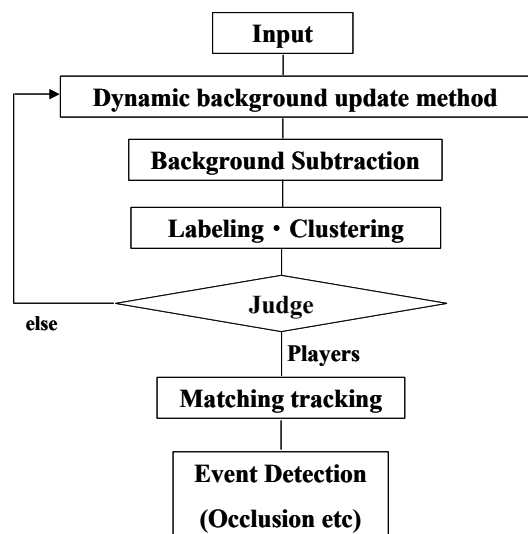 Input
Dynamic background update method
Background Subtraction
Labeling・Clustering
Judge
else
Players
Matching tracking
Event Detection
(Occlusion etc)